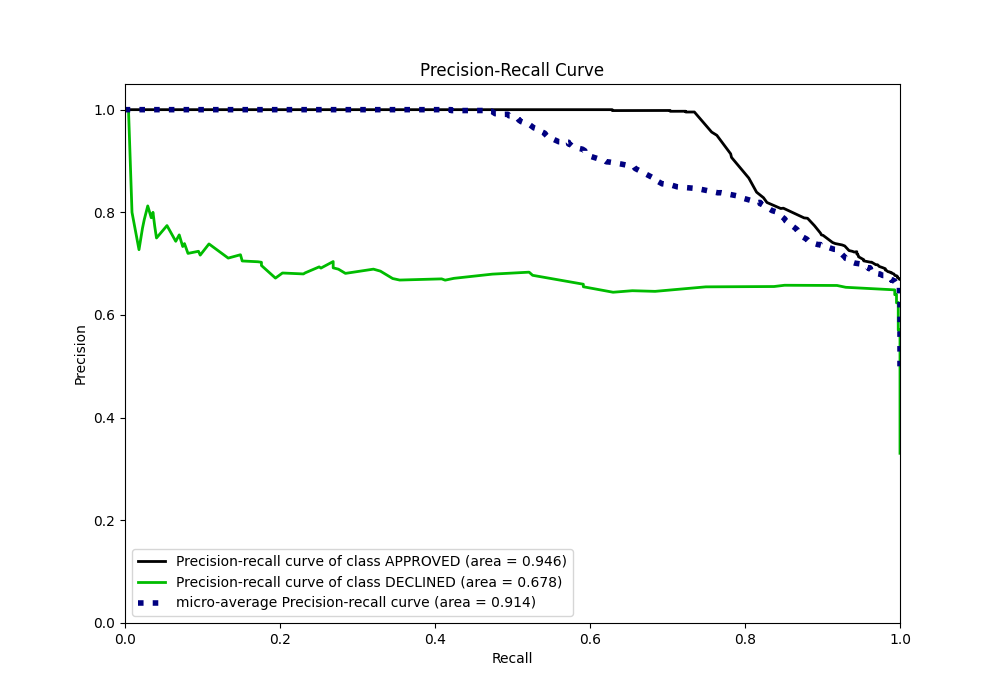 Precision-Recall Curve
1.0
0.8
0.6
0.4
0.2
0.0
Precision
Precision-recall curve of class APPROVED (area = 0.946)
Precision-recall curve of class DECLINED (area = 0.678)
micro-average Precision-recall curve (area = 0.914)
0.0 0.2 0.4 0.6 0.8 1.0
Recall